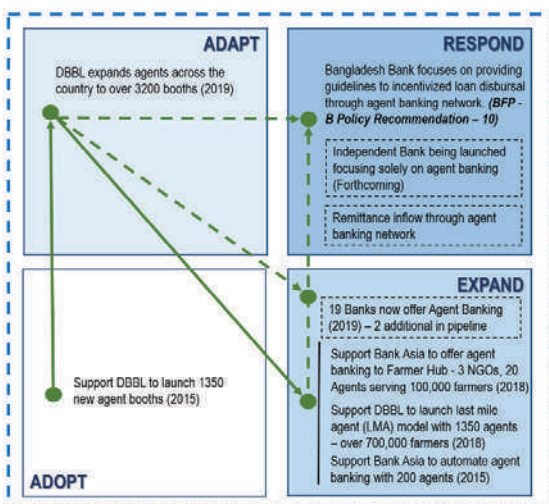 ADAPT
DBBL expands agents across the
country to over 3200 booths (2019)
RESPOND
Bangladesh Bank focuses on providing
guidelines to incentivized loan disbursal
through agent banking network. (BFP -
B Policy Recommendation – 10)
Independent Bank being launched
focusing solely on agent banking
(Forthcoming)
Remittance inflow through agent
banking network
Support DBBL to launch 1350
new agent booths (2015)
ADOPT
EXPAND
19 Banks now offer Agent Banking
(2019) – 2 additional in pipeline
Support Bank Asia to offer agent
banking to Farmer Hub - 3 NGOs, 20
Agents serving 100,000 farmers (2018)
Support DBBL to launch last mile
agent (LMA) model with 1350 agents
– over 700,000 farmers (2018)
Support Bank Asia to automate agent
banking with 200 agents (2015)